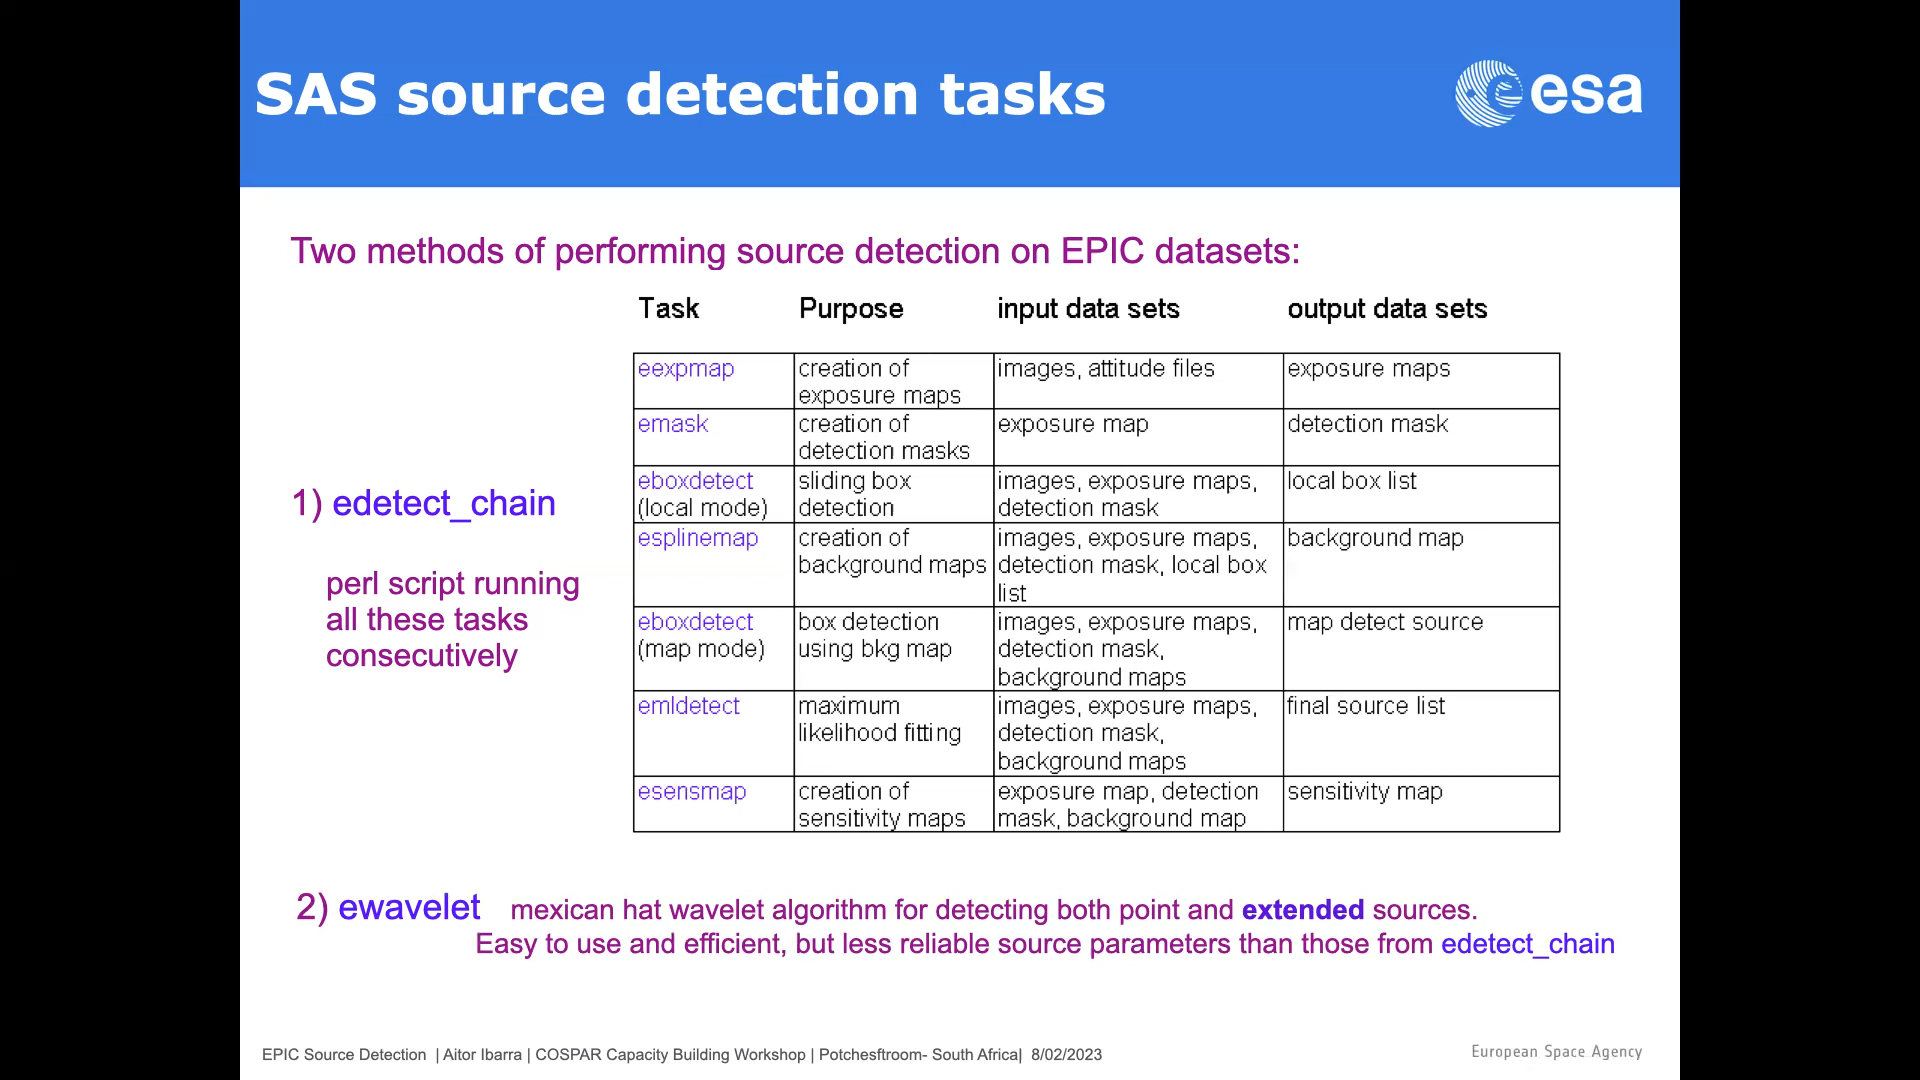 SAS source detection tasks
esa
Two methods of performing source detection on EPIC datasets:
Task Purpose input data sets output data sets
eexpmap creation of exposure maps images, attitude files exposure maps
emask creation of detection masks exposure map detection mask
eboxdetect (local mode) sliding box detection images, exposure maps, detection mask local box list
esplinemap creation of background maps images, exposure maps, detection mask, local box list background map
eboxdetect (map mode) box detection using bkg map images, exposure maps, detection mask, background maps map detect source
emldetect maximum likelihood fitting images, exposure maps, detection mask, background maps final source list
esensmap creation of sensitivity maps exposure map, detection mask, background map sensitivity map
1) edetect_chain
perl script running
all these tasks
consecutively
2) ewavelet mexican hat wavelet algorithm for detecting both point and extended sources.
Easy to use and efficient, but less reliable source parameters than those from edetect_chain
EPIC Source Detection | Aitor Ibarra | COSPAR Capacity Building Workshop | Potchesftroom- South Africa| 8/02/2023
European Space Agency